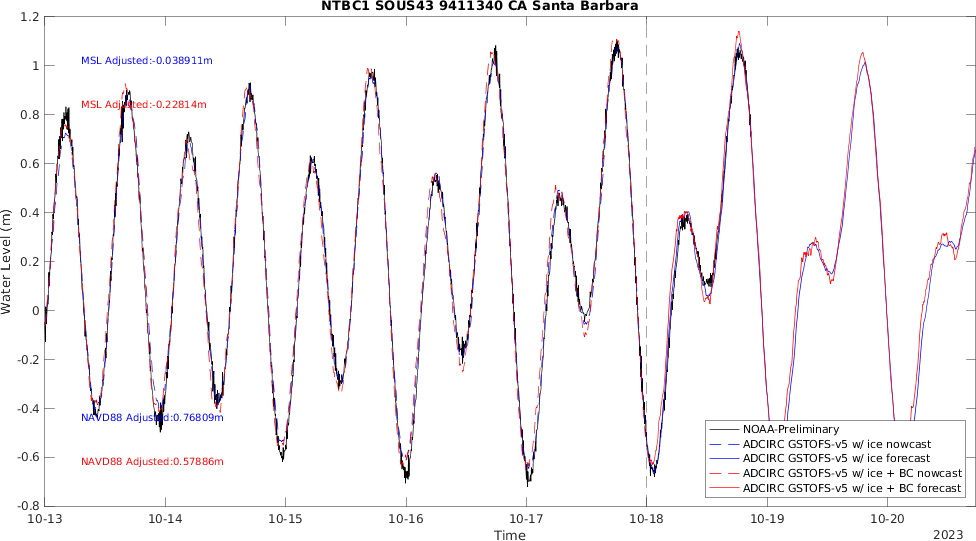 NTBC1 SOUS43 9411340 CA Santa Barbara
1.2
1
0.8
0.6
0.4
0.2
0
-0.2
-0.4
-0.6
-0.8
Water Level (m)
MSL Adjusted:-0.038911m
MSL Adjusted:-0.22814m
NAVD88 Adjusted:0.76809m
NAVD88 Adjusted:0.57886m
NOAA-Preliminary
ADCIRC GSTOFS-v5 w/ ice nowcast
ADCIRC GSTOFS-v5 w/ ice forecast
ADCIRC GSTOFS-v5 w/ ice + BC nowcast
ADCIRC GSTOFS-v5 w/ ice + BC forecast
10-13 10-14 10-15 10-16 10-17 10-18 10-19 10-20
Time
2023